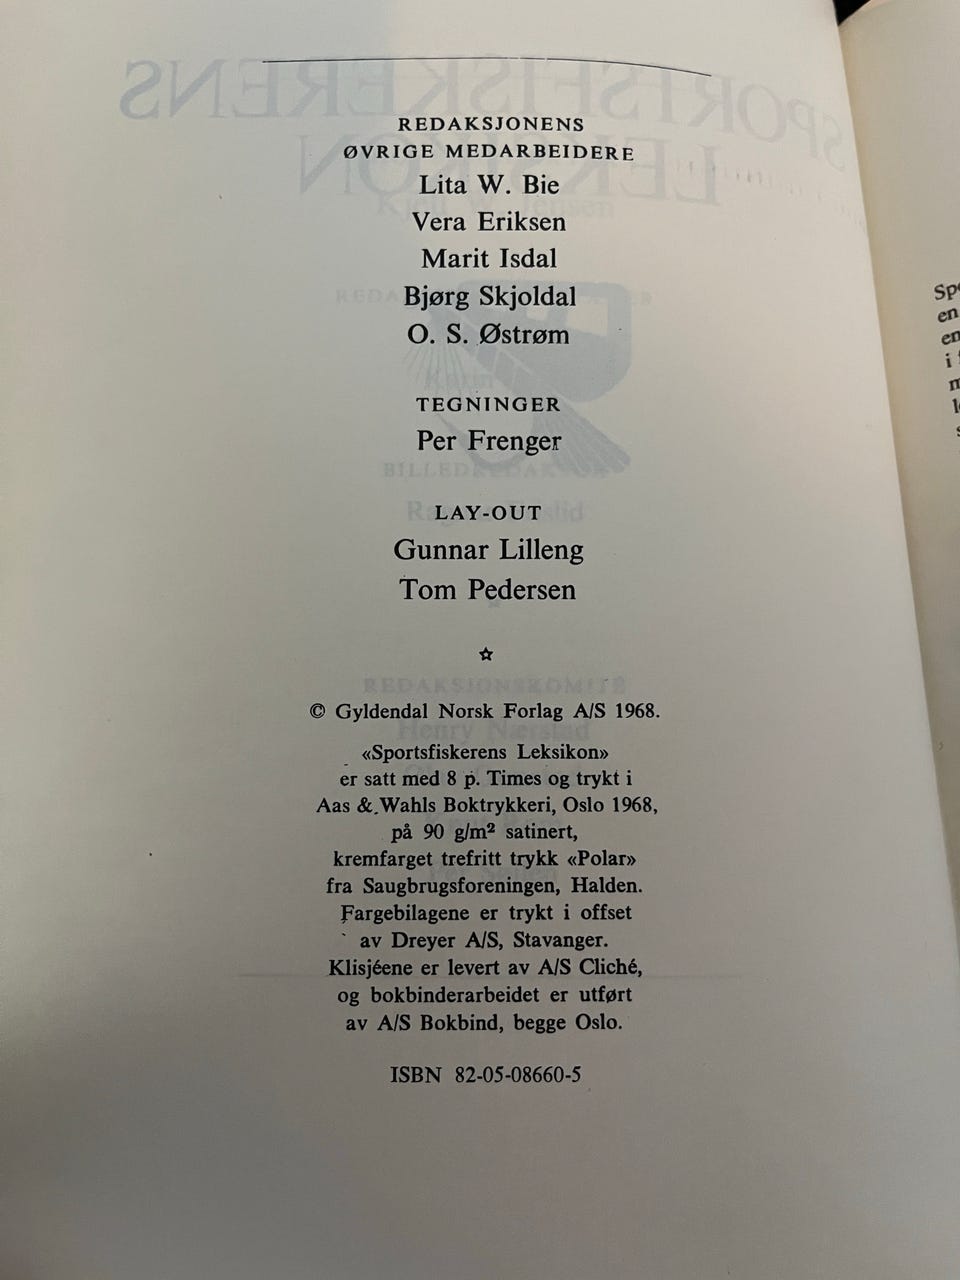 REDAKSJONENS
ØVRIGE MEDARBEIDERE
Lita W. Bie
Vera Eriksen
Marit Isdal
Bjørg Skjoldal
O. S. Østrøm
TEGNINGER
Per Frenger
LAY-OUT
Gunnar Lilleng
Tom Pedersen
© Gyldendal Norsk Forlag A/S 1968.
«Sportsfiskerens Leksikon»
er satt med 8 p. Times og trykt i
Aas & Wahls Boktrykkeri, Oslo 1968,
på 90 g/m² satinert,
kremfarget trefritt trykk «Polar»
fra Saugbrugsforeningen, Halden.
Fargebilagene er trykt i offset
av Dreyer A/S, Stavanger.
Klisjéene er levert av A/S Cliché,
og bokbinderarbeidet er utført
av A/S Bokbind, begge Oslo.
ISBN 82-05-08660-5